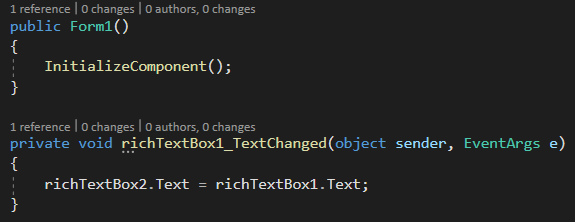 1 reference | 0 changes | 0 authors, 0 changes
public Form1()
{
InitializeComponent();
}
1 reference | 0 changes | 0 authors, 0 changes
private void richTextBox1_TextChanged(object sender, EventArgs e)
{
richTextBox2.Text = richTextBox1.Text;
}